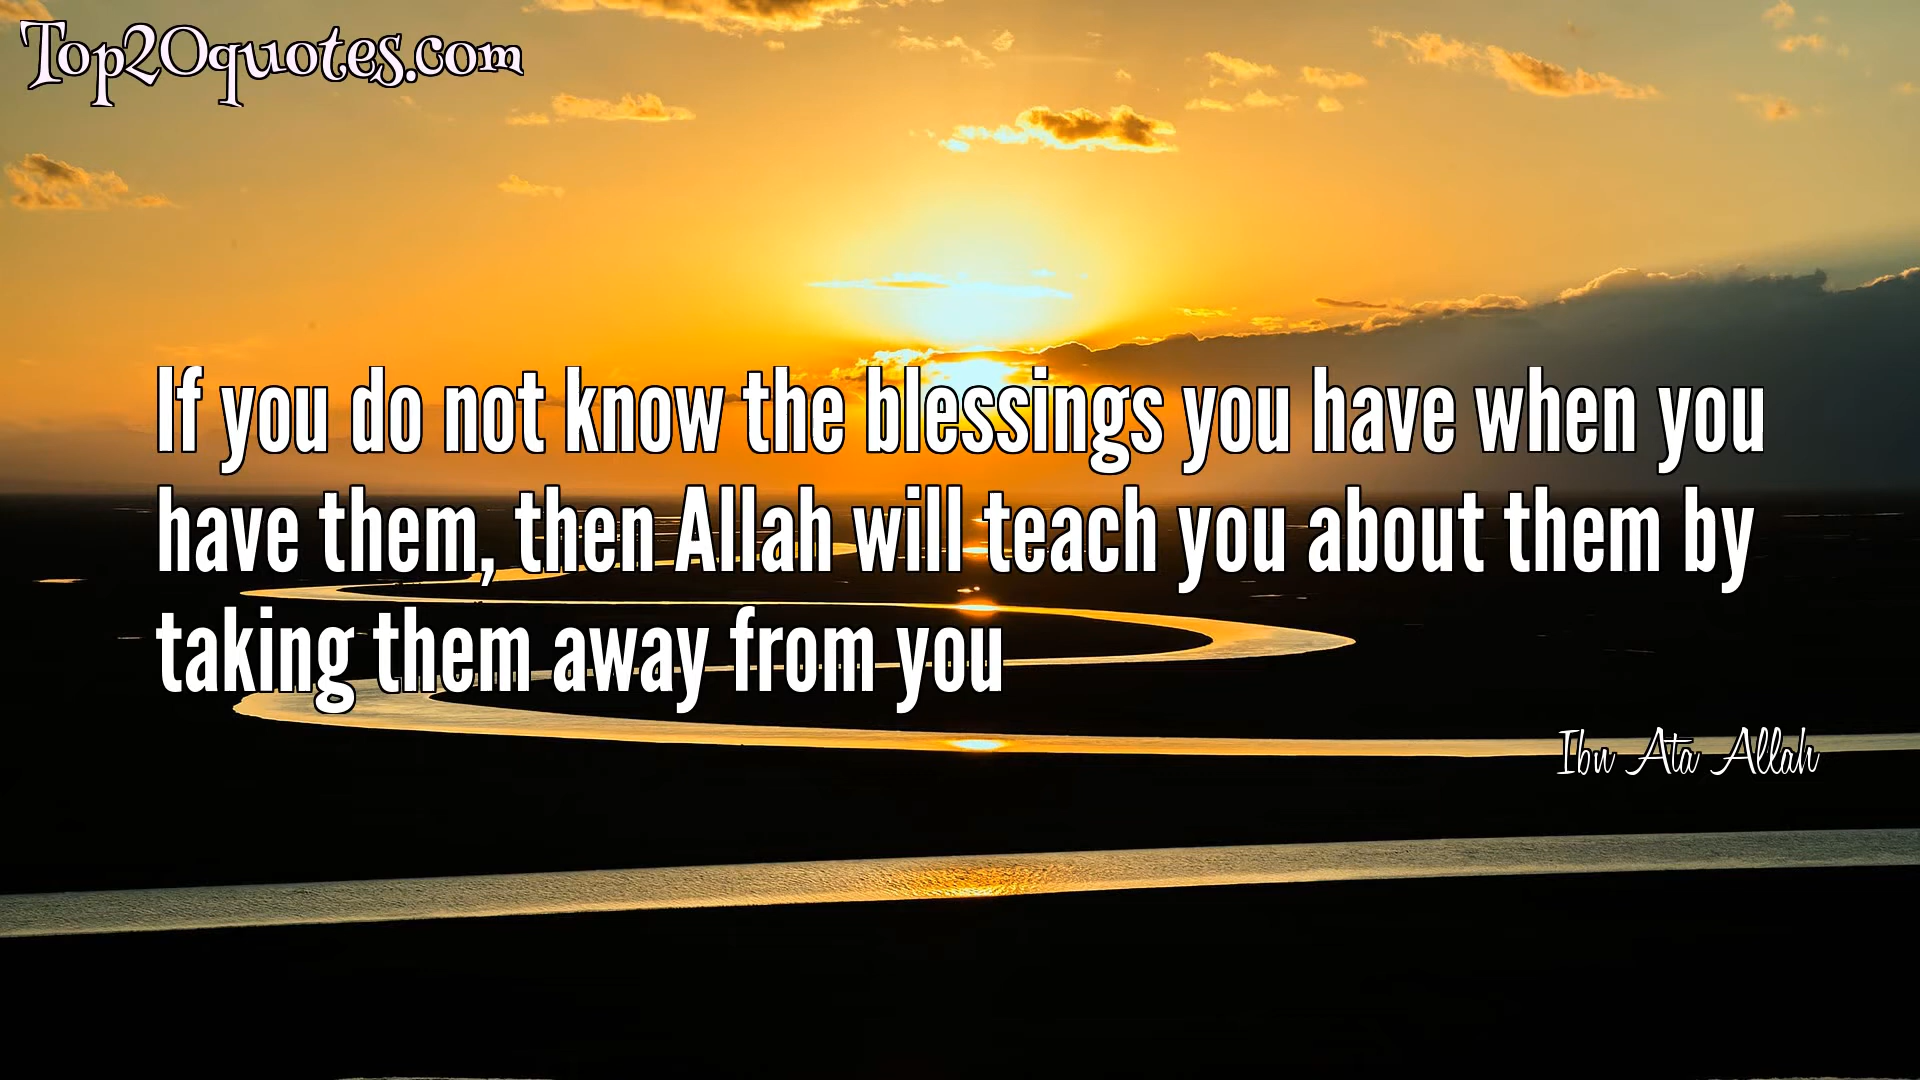 Top20quotes.com
If you do not know the blessings you have when you
have them, then Allah will teach you about them by
taking them away from you
Ibn Ata Allah